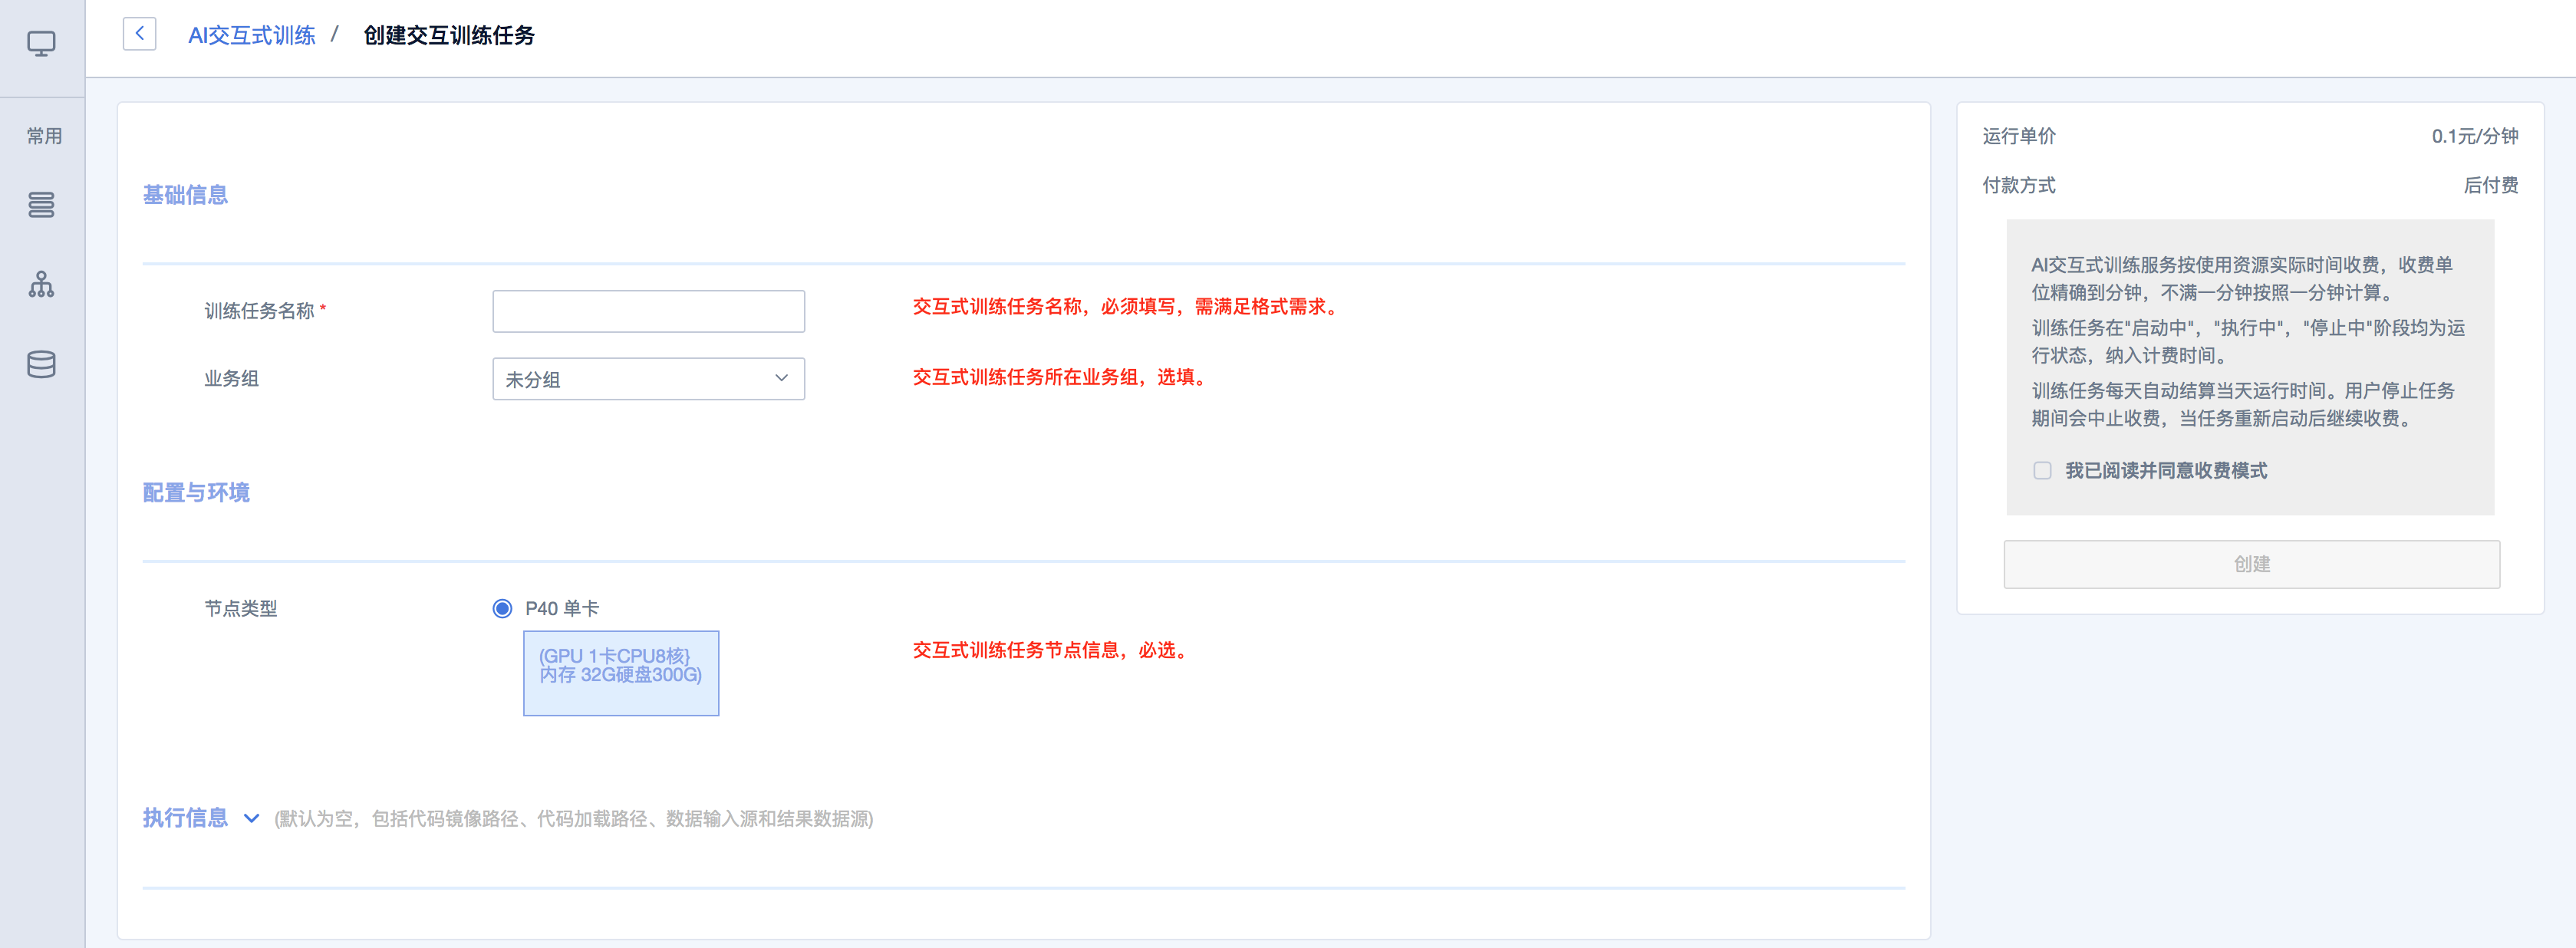 AI交互式训练 / 创建交互训练任务
常用
基础信息
训练任务名称 *
交互式训练任务名称，必须填写，需满足格式需求。
业务组
未分组
交互式训练任务所在业务组，选填。
配置与环境
节点类型
P40 单卡
(GPU 1卡CPU8核}
内存 32G硬盘300G)
交互式训练任务节点信息，必选。
执行信息 (默认为空，包括代码镜像路径、代码加载路径、数据输入源和结果数据源)
运行单价 0.1元/分钟
付款方式 后付费
AI交互式训练服务按使用资源实际时间收费，收费单
位精确到分钟，不满一分钟按照一分钟计算。
训练任务在"启动中"，"执行中"，"停止中"阶段均为运
行状态，纳入计费时间。
训练任务每天自动结算当天运行时间。用户停止任务
期间会中止收费，当任务重新启动后继续收费。
我已阅读并同意收费模式
创建